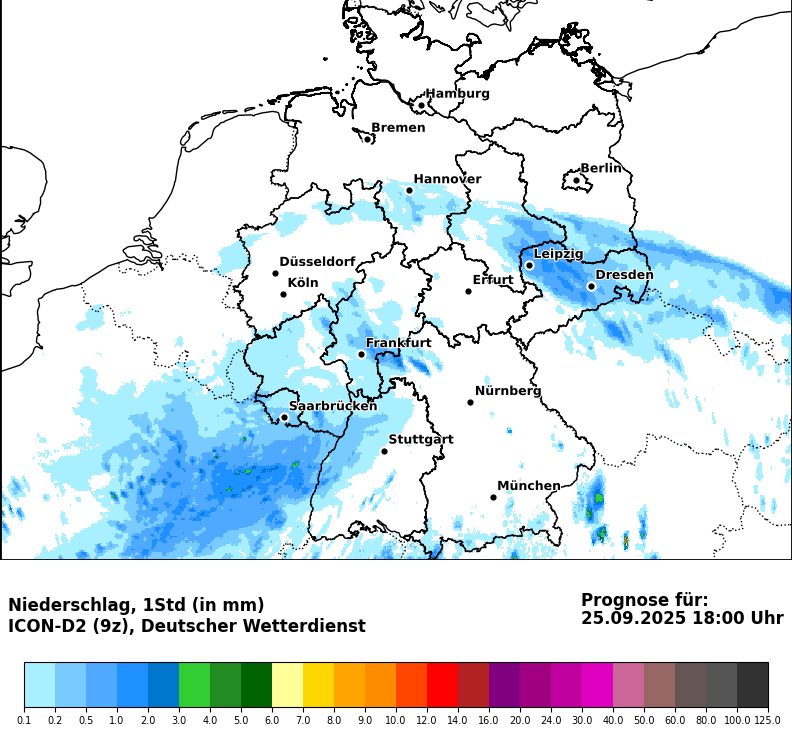 Hamburg
Bremen
Berlin
Hannover
Leipzig
Düsseldorf
Dresden
Köln
Erfurt
Frankfurt
Nürnberg
Saarbrücken
Stuttgart
München
Niederschlag, 1Std (in mm)
ICON-D2 (9z), Deutscher Wetterdienst
Prognose für:
25.09.2025 18:00 Uhr
0.1 0.2 0.5 1.0 2.0 3.0 4.0 5.0 6.0 7.0 8.0 9.0 10.0 12.0 14.0 16.0 20.0 24.0 30.0 40.0 50.0 60.0 80.0 100.0 125.0